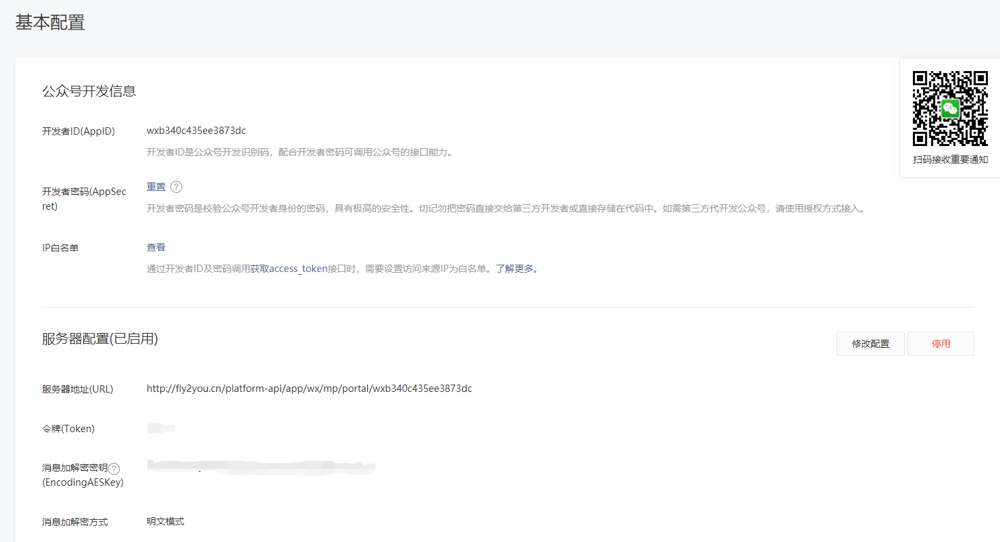 基本配置
公众号开发信息
开发者ID(AppID)
wxb340c435ee3873dc
开发者ID是公众号开发识别码，配合开发者密码可调用公众号的接口能力。
扫码接收重要通知
开发者密码(AppSec
ret)
重置 ?
开发者密码是校验公众号开发者身份的密码，具有极高的安全性。切记勿把密码直接交给第三方开发者或直接存储在代码中。如需第三方代开发公众号，请使用授权方式接入。
IP白名单
查看
通过开发者ID及密码调用获取access_token接口时，需要设置访问来源IP为白名单。了解更多。
服务器配置(已启用)
修改配置
停用
服务器地址(URL)
http://fly2you.cn/platform-api/app/wx/mp/portal/wxb340c435ee3873dc
令牌(Token)
消息加解密密钥 ?
(EncodingAESKey)
消息加解密方式
明文模式